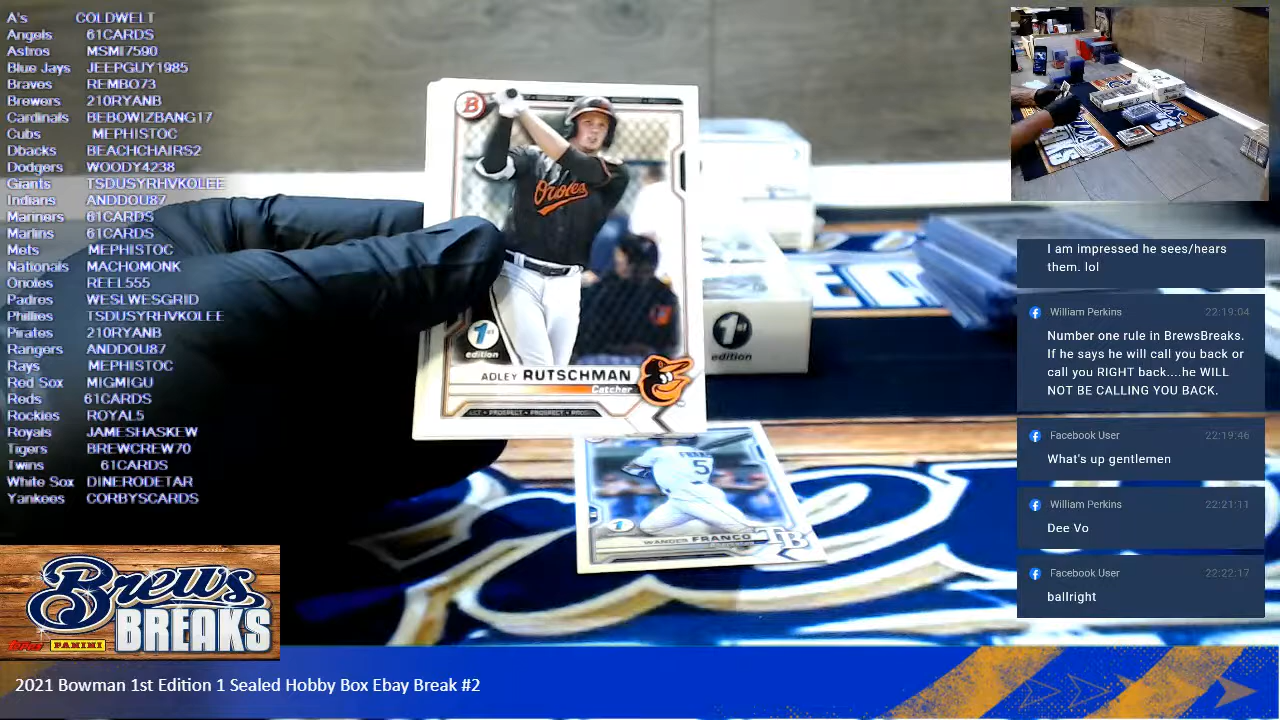 A's COLDWELT
Angels 61CARDS
Astros MSMI7590
Blue Jays JEEPGUY1985
Braves REMBO73
Brewers 210RYANB
Cardinals BEBOWIZBANG17
Cubs MEPHISTOC
Dbacks BEACHCHAIRS2
Dodgers WOODY4238
Giants TSDUSYRHVKOLEE
Indians ANDDOU87
Mariners 61CARDS
Marlins 61CARDS
Mets MEPHISTOC
Nationals MACHOMONK
Orioles REEL555
Padres WESLWESGRID
Phillies TSDUSYRHVKOLEE
Pirates 210RYANB
Rangers ANDDOU87
Rays MEPHISTOC
Red Sox MIGMIGU
Reds 61CARDS
Rockies ROYAL5
Royals JAMESHASKEW
Tigers BREWCREW70
Twins 61CARDS
White Sox DINERODETAR
Yankees CORBYSCARDS
B
Orioles
1st
edition
ADLEY RUTSCHMAN
Catcher
PROSPECT • PROSPECT
1st
edition
FRANCO
5
1st
WANDER FRANCO
TB
I am impressed he sees/hears
them. lol
William Perkins 22:19:04
Number one rule in BrewsBreaks.
If he says he will call you back or
call you RIGHT back....he WILL
NOT BE CALLING YOU BACK.
Facebook User 22:19:46
What's up gentlemen
William Perkins 22:21:11
Dee Vo
Facebook User 22:22:17
ballright
Brews
BREAKS
Topps PANINI
2021 Bowman 1st Edition 1 Sealed Hobby Box Ebay Break #2